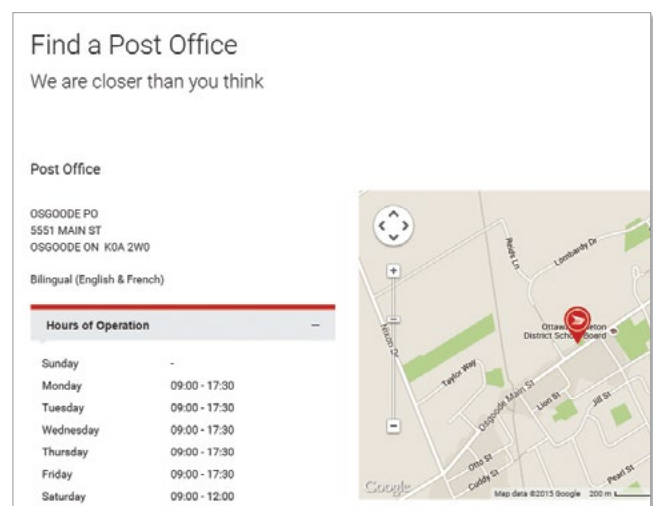 Find a Post Office
We are closer than you think
Post Office
OSGOODE PO
5551 MAIN ST
OSGOODE ON K0A 2W0
Bilingual (English & French)
Hours of Operation –
Sunday -
Monday 09:00 - 17:30
Tuesday 09:00 - 17:30
Wednesday 09:00 - 17:30
Thursday 09:00 - 17:30
Friday 09:00 - 17:30
Saturday 09:00 - 12:00
Reids Ln
Lombardy Dr
Nixon Dr
Ottawa
District School Board
Taylor Way
Osgoode Main St
Lion St
Jill St
Otto St
Cuddy St
Pearl St
Google
Map data ©2015 Google 200 m